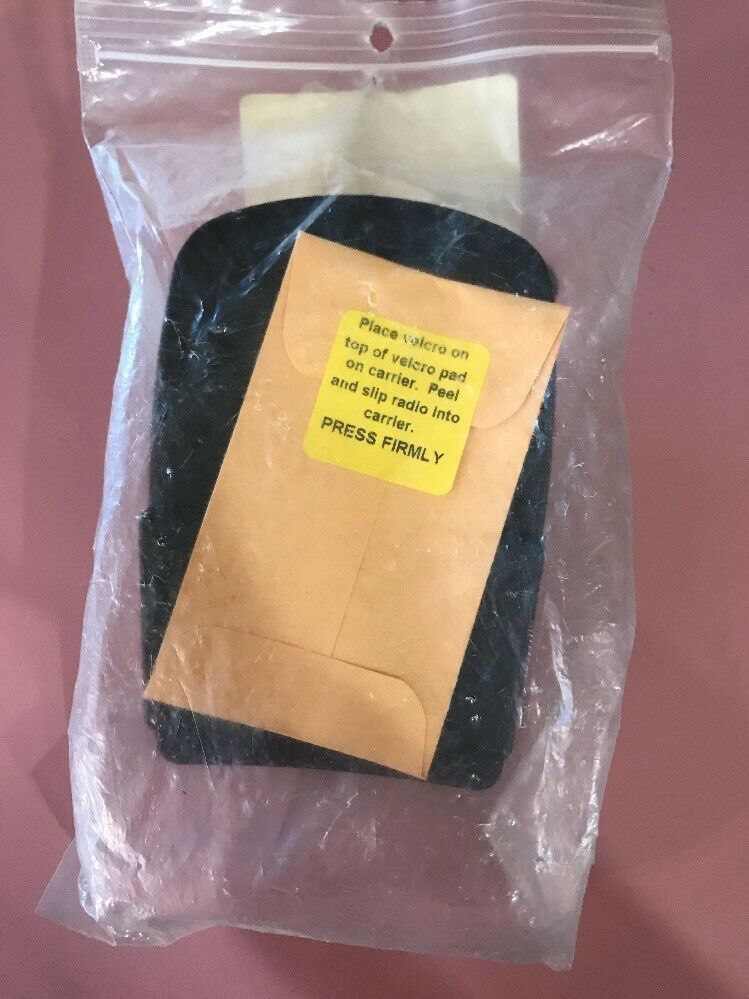 Place velcro on
top of velcro pad
on carrier. Peel
and slip radio into
carrier.
PRESS FIRMLY